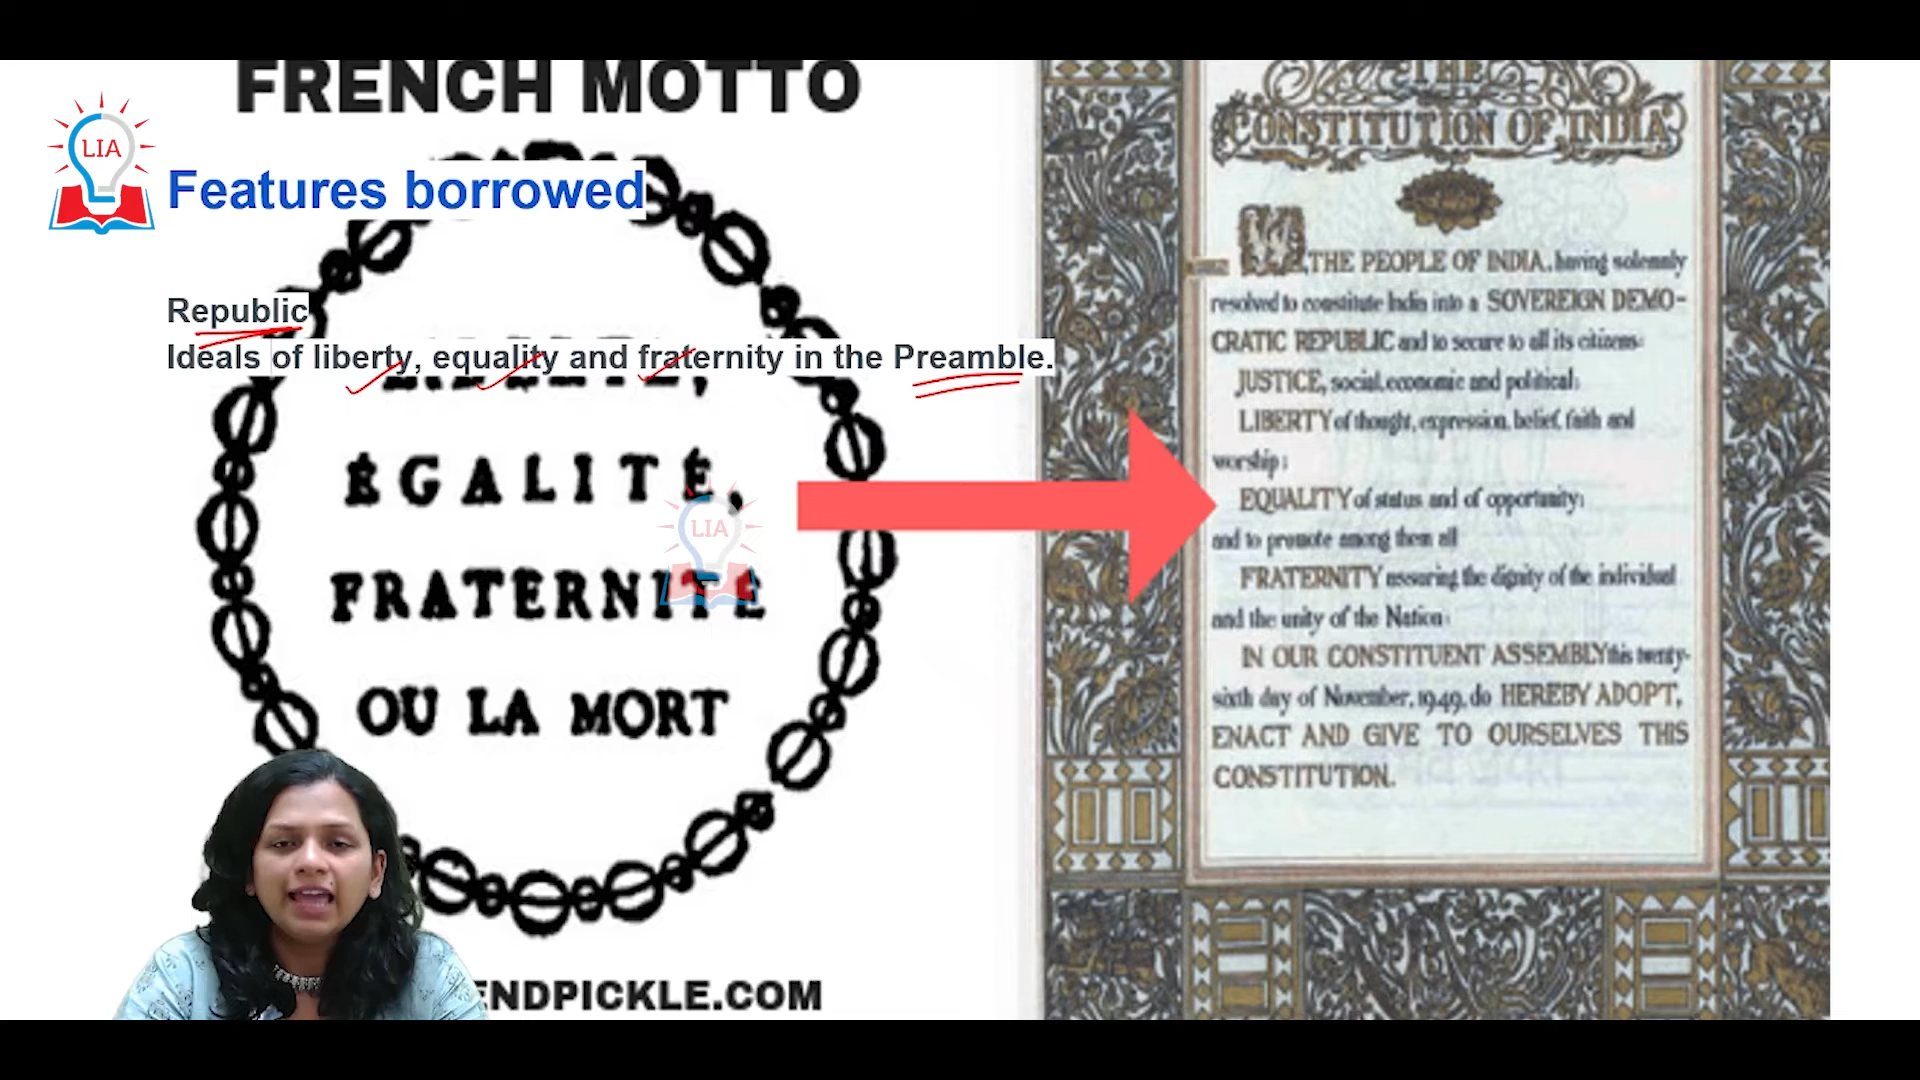 FRENCH MOTTO
LIA
Features borrowed
Republic
Ideals of liberty, equality and fraternity in the Preamble.
ÉGALITÉ,
FRATERNITÉ
OU LA MORT
LIA
ENDPICKLE.COM
THE
CONSTITUTION OF INDIA
WE, THE PEOPLE OF INDIA, having solemnly
resolved to constitute India into a SOVEREIGN DEMO-
CRATIC REPUBLIC and to secure to all its citizens:
JUSTICE, social, economic and political;
LIBERTY of thought, expression, belief, faith and
worship;
EQUALITY of status and of opportunity;
and to promote among them all
FRATERNITY assuring the dignity of the individual
and the unity of the Nation;
IN OUR CONSTITUENT ASSEMBLY this twenty-
sixth day of November, 1949, do HEREBY ADOPT,
ENACT AND GIVE TO OURSELVES THIS
CONSTITUTION.